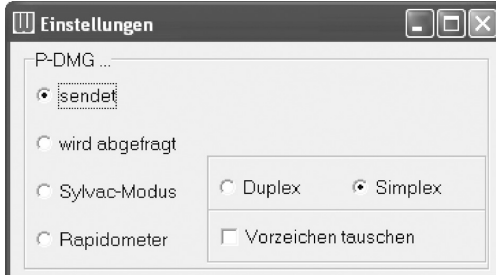 Einstellungen
P-DMG ...
sendet
wird abgefragt
Sylvac-Modus
Duplex Simplex
Rapidometer
Vorzeichen tauschen